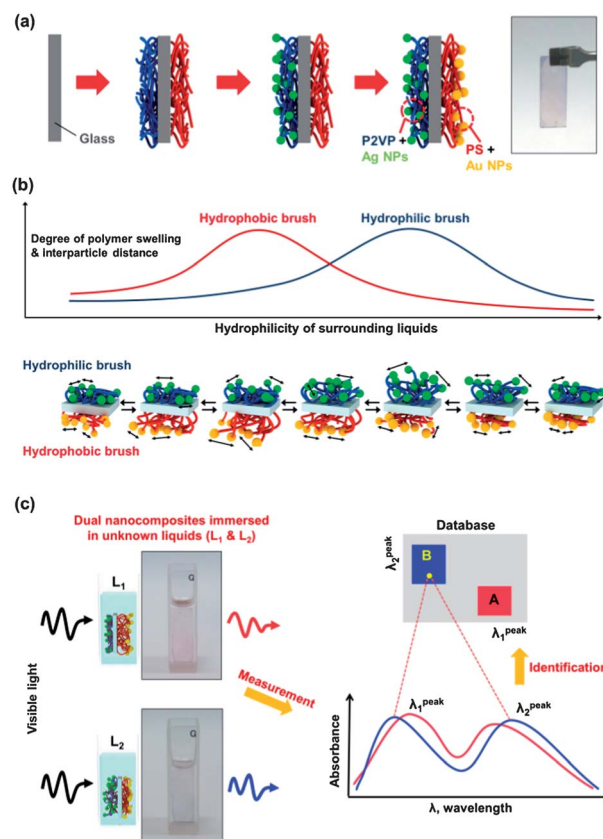 (a)
Glass
P2VP +
Ag NPs
PS +
Au NPs
(b)
Hydrophobic brush
Hydrophilic brush
Degree of polymer swelling
& interparticle distance
Hydrophilicity of surrounding liquids
Hydrophilic brush
Hydrophobic brush
(c)
Dual nanocomposites immersed
in unknown liquids (L₁ & L₂)
Visible light
L₁
G
L₂
G
Measurement
Database
B
A
λ₂ᵖᵉᵃᵏ
λ₁ᵖᵉᵃᵏ
Identification
λ₁ᵖᵉᵃᵏ
λ₂ᵖᵉᵃᵏ
Absorbance
λ, wavelength